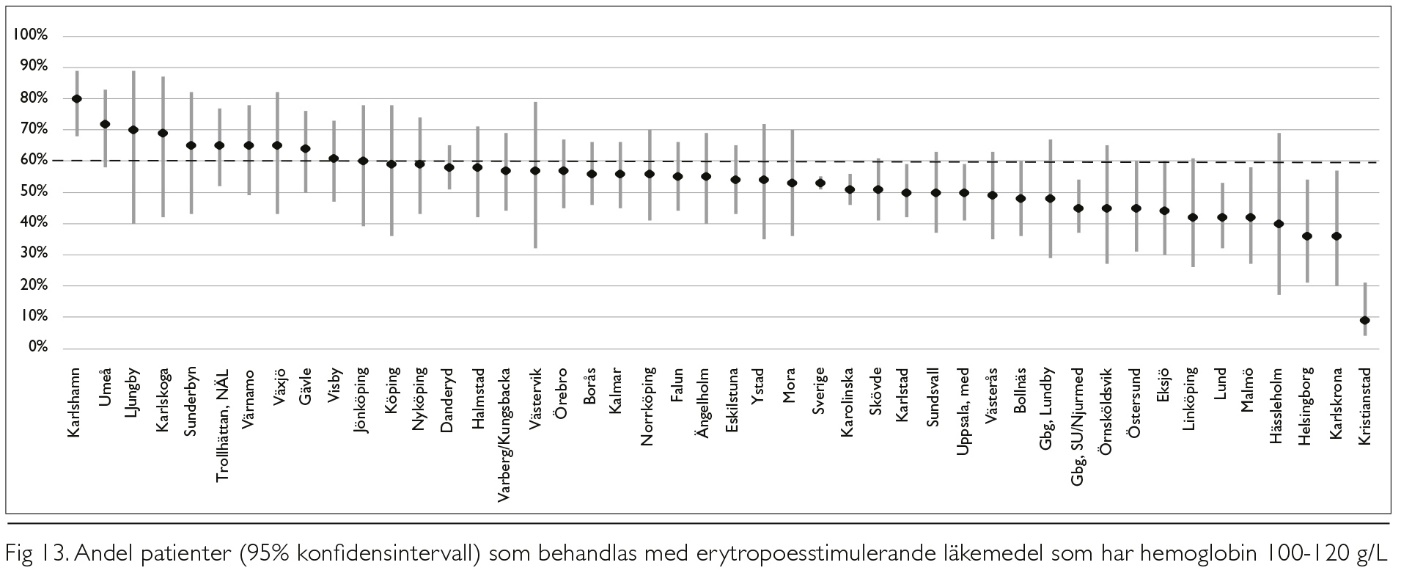 100%
90%
80%
70%
60%
50%
40%
30%
20%
10%
0%
Karlshamn
Umeå
Ljungby
Karlskoga
Sunderbyn
Trollhättan, NÄL
Värnamo
Växjö
Gävle
Visby
Jönköping
Köping
Nyköping
Danderyd
Halmstad
Varberg/Kungsbacka
Västervik
Örebro
Borås
Kalmar
Norrköping
Falun
Ängelholm
Eskilstuna
Ystad
Mora
Sverige
Karolinska
Skövde
Karlstad
Sundsvall
Uppsala, med
Västerås
Bollnäs
Gbg, Lundby
Gbg, SU/Njurmed
Örnsköldsvik
Östersund
Eksjö
Linköping
Lund
Malmö
Hässleholm
Helsingborg
Karlskrona
Kristianstad
Fig 13. Andel patienter (95% konfidensintervall) som behandlas med erytropoesstimulerande läkemedel som har hemoglobin 100-120 g/L